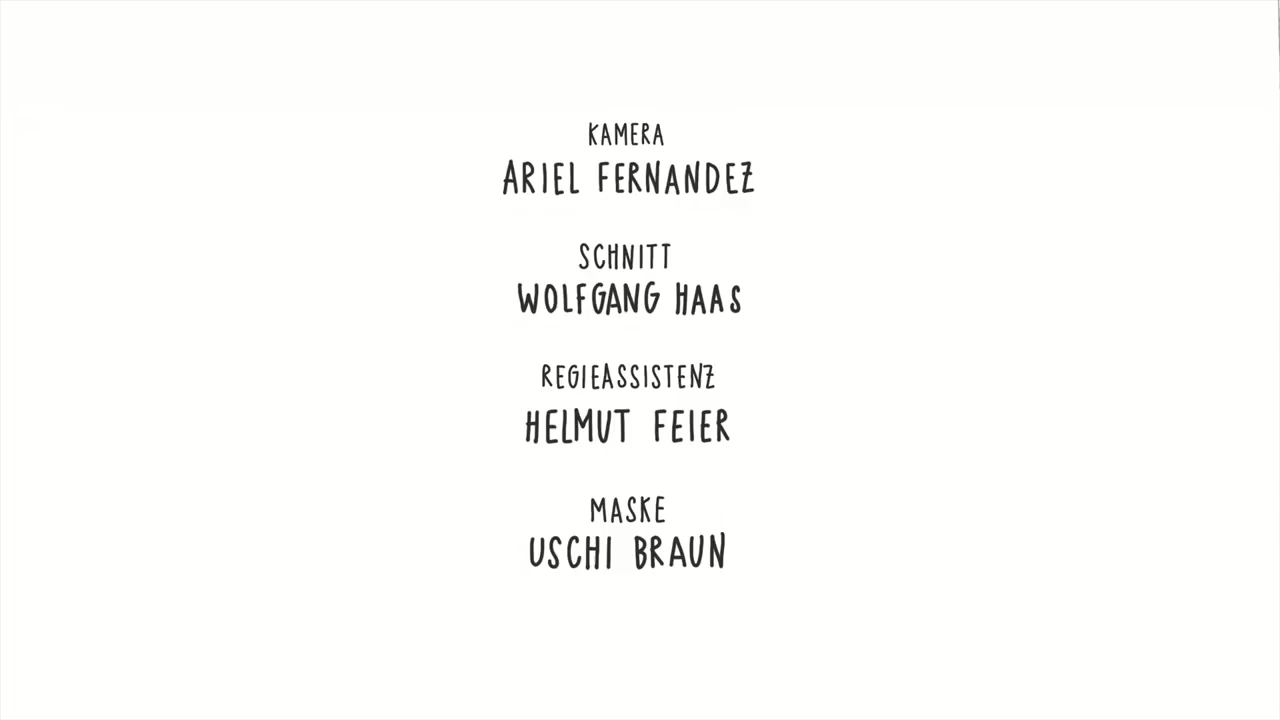 KAMERA
ARIEL FERNANDEZ
SCHNITT
WOLFGANG HAAS
REGIEASSISTENZ
HELMUT FEIER
MASKE
USCHI BRAUN